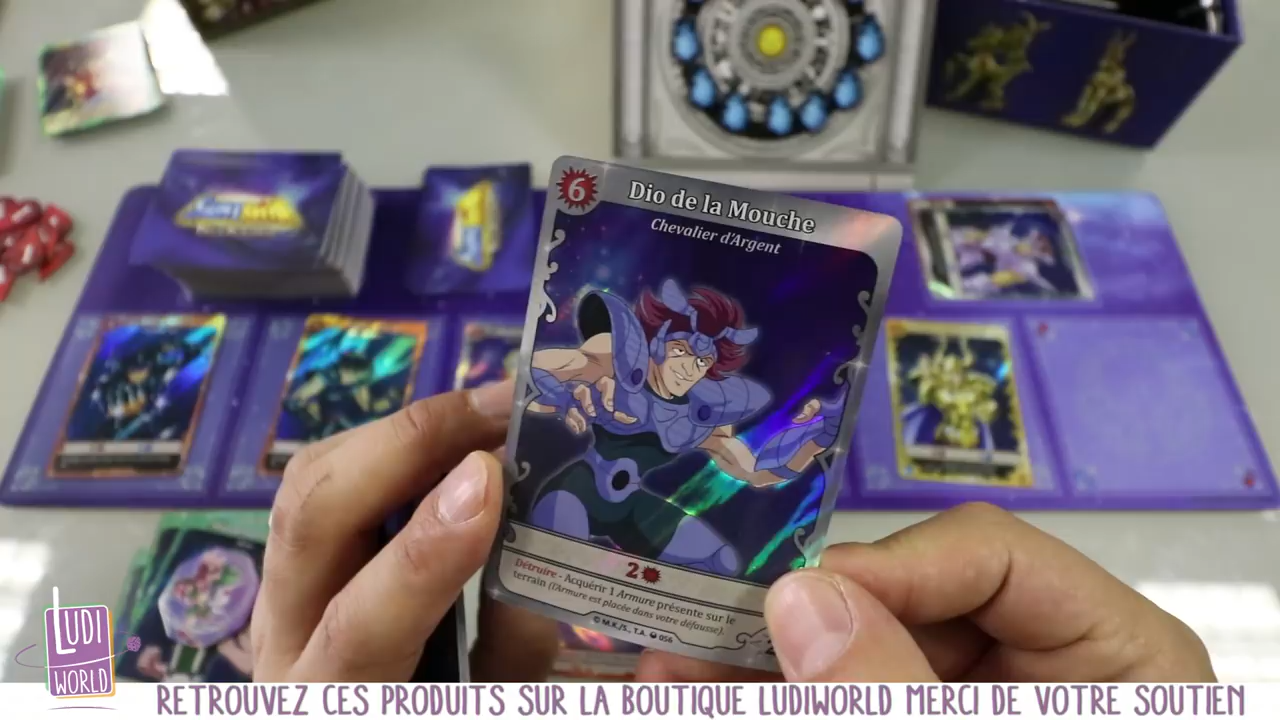 6
Dio de la Mouche
Chevalier d'Argent
2
Détruire - Acquérir 1 Armure présente sur le
terrain (l'Armure est placée dans votre défausse).
© M.K./S., T.A. 056
2
LUDI
WORLD
RETROUVEZ CES PRODUITS SUR LA BOUTIQUE LUDIWORLD MERCI DE VOTRE SOUTIEN